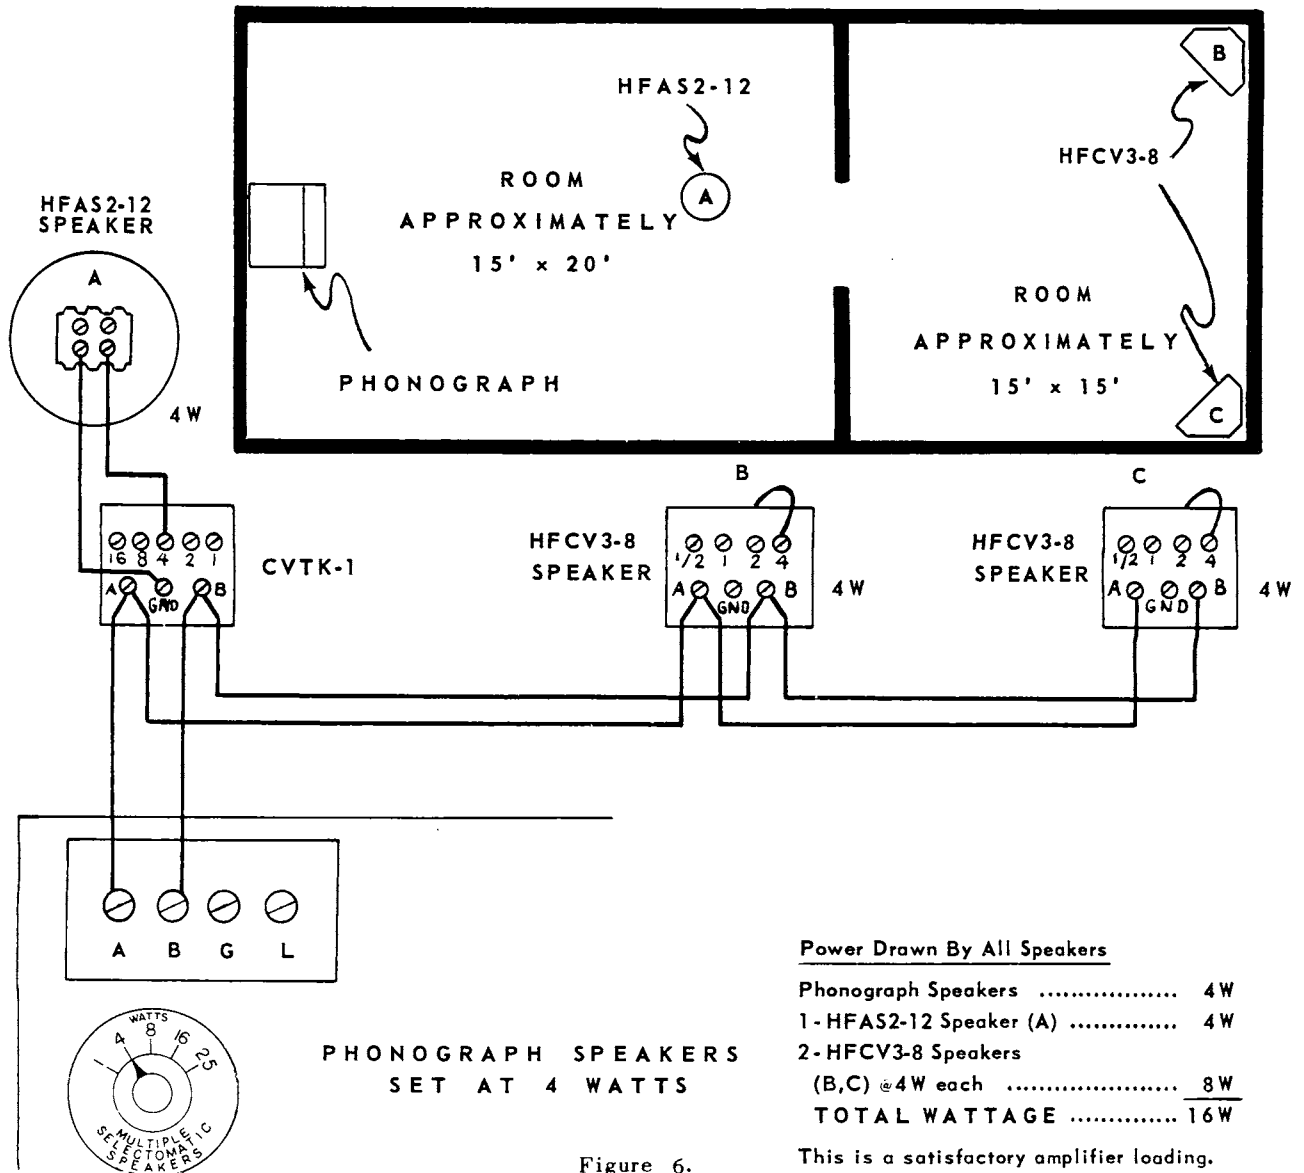 HFAS2-12
B
HFCV3-8
ROOM
APPROXIMATELY
15' x 20'
A
HFAS2-12
SPEAKER
A
ROOM
APPROXIMATELY
15' x 15'
PHONOGRAPH
C
4W
B
C
16 8 4 2 1
A GND B
CVTK-1
HFCV3-8
SPEAKER
1/2 1 2 4
A GND B
4W
HFCV3-8
SPEAKER
1/2 1 2 4
A GND B
4W
A B G L
WATTS
1 4 8 16 25
MULTIPLE
SELECTOMATIC
SPEAKERS
PHONOGRAPH SPEAKERS
SET AT 4 WATTS
Power Drawn By All Speakers
Phonograph Speakers .................. 4W
1-HFAS2-12 Speaker (A) .............. 4W
2-HFCV3-8 Speakers
(B,C) @4W each ...................... 8W
TOTAL WATTAGE .............. 16W
This is a satisfactory amplifier loading.
Figure 6.